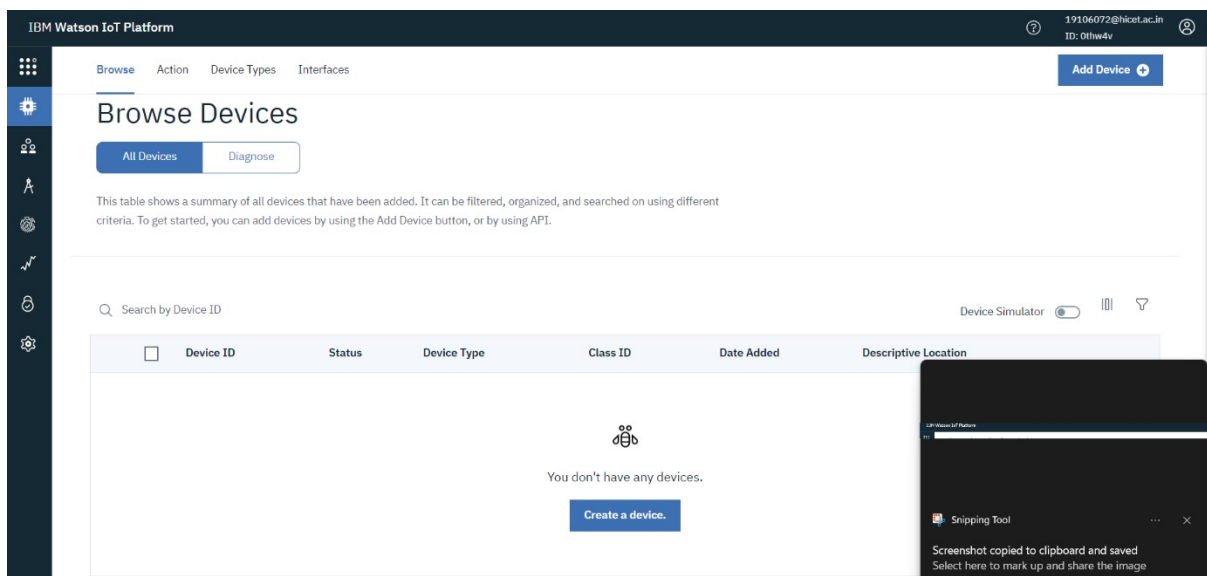 IBM Watson IoT Platform
19106072@hicet.ac.in
ID: 0thw4v
Browse Action Device Types Interfaces
Add Device
Browse Devices
All Devices Diagnose
This table shows a summary of all devices that have been added. It can be filtered, organized, and searched on using different
criteria. To get started, you can add devices by using the Add Device button, or by using API.
Search by Device ID
Device Simulator
Device ID Status Device Type Class ID Date Added Descriptive Location
You don't have any devices.
Create a device.
IBM Watson IoT Platform
Snipping Tool
Screenshot copied to clipboard and saved
Select here to mark up and share the image